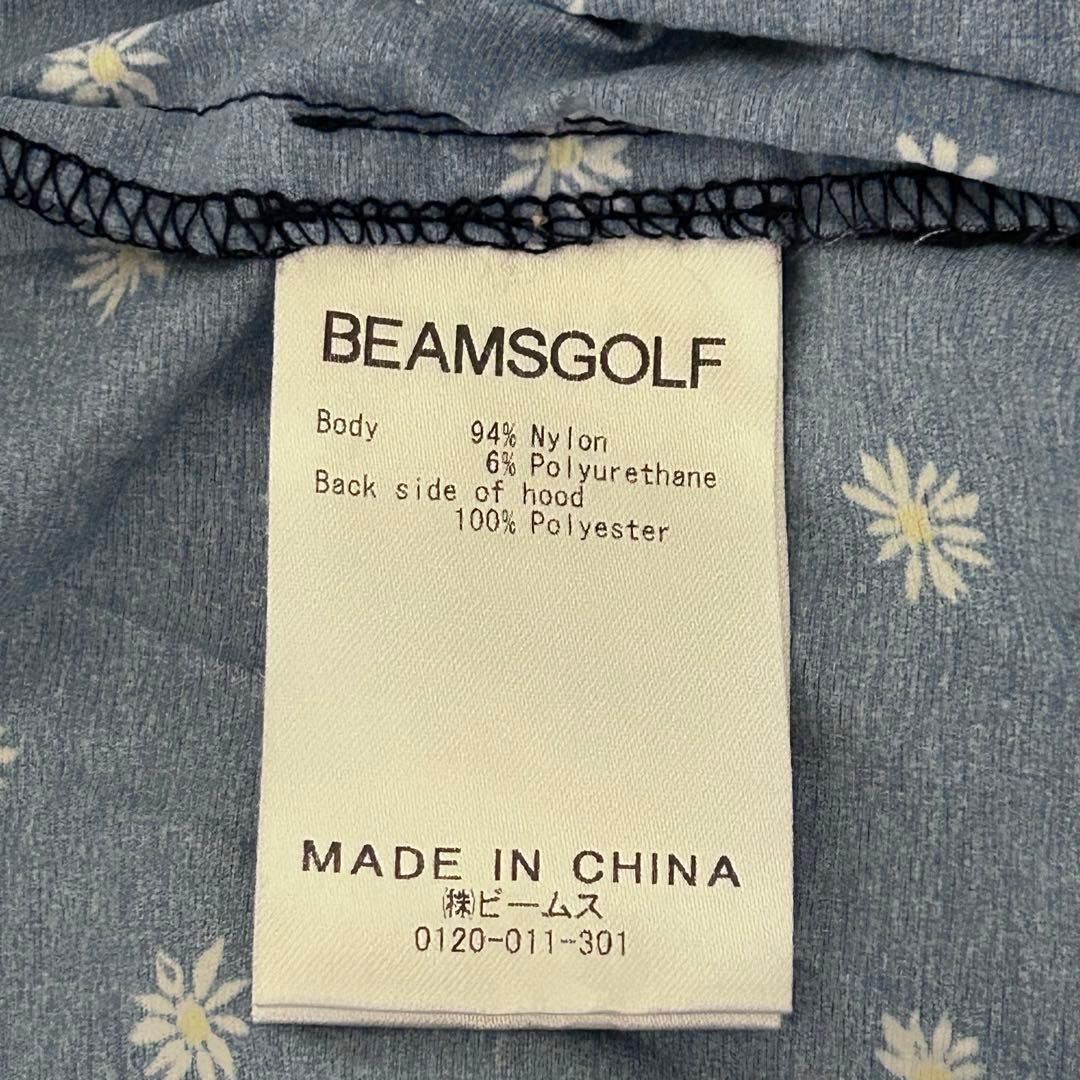 BEAMSGOLF
Body 94% Nylon
6% Polyurethane
Back side of hood
100% Polyester
MADE IN CHINA
㈱ビームス
0120-011-301